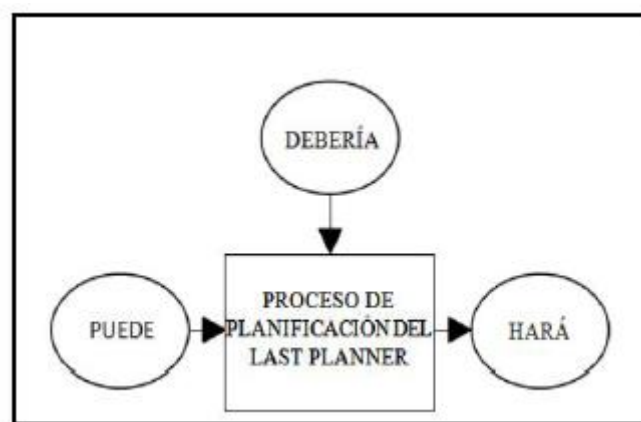 DEBERÍA
PUEDE
PROCESO DE
PLANIFICACIÓN DEL
LAST PLANNER
HARÁ